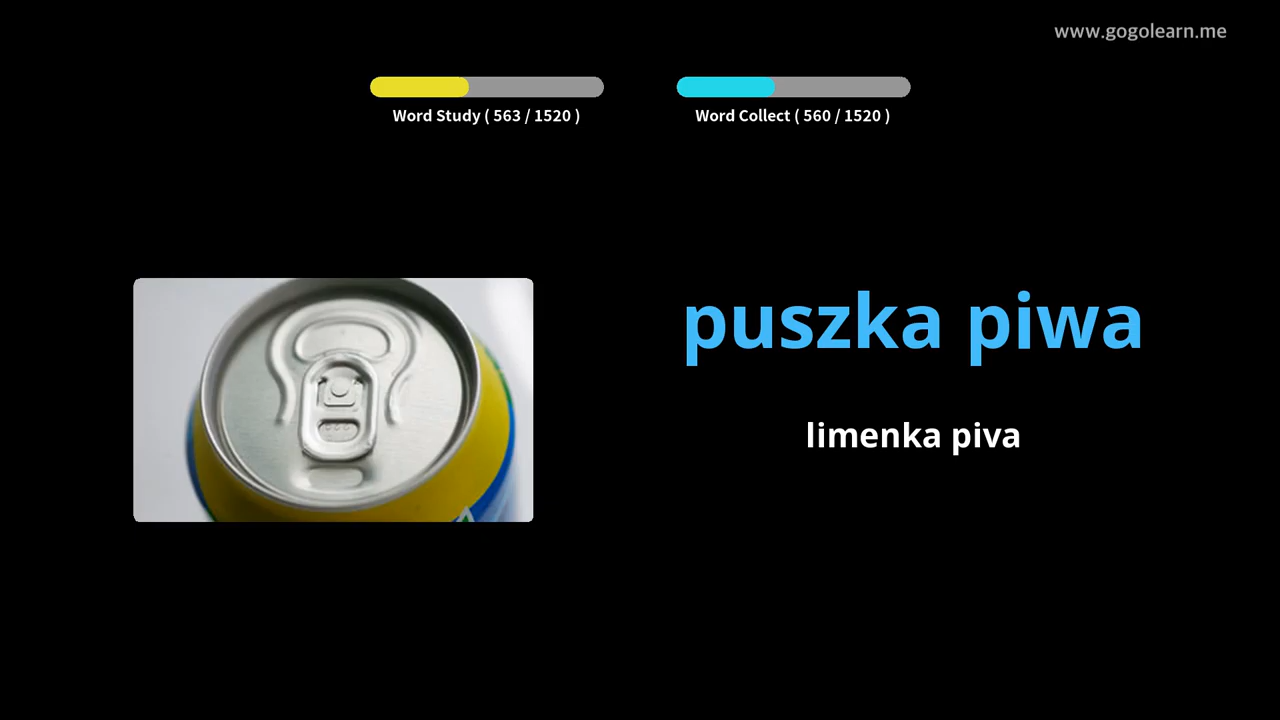 www.gogolearn.me
Word Study ( 563 / 1520 )
Word Collect ( 560 / 1520 )
puszka piwa
limenka piva